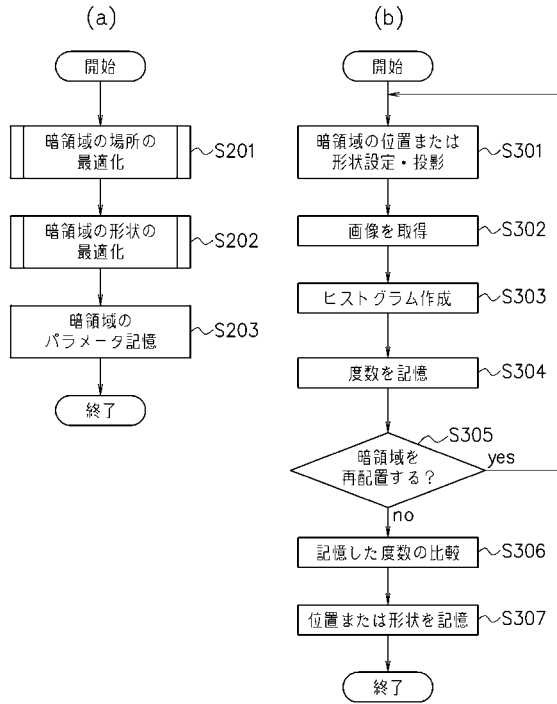 (a)
開始
暗領域の場所の
最適化
S201
暗領域の形状の
最適化
S202
暗領域の
パラメータ記憶
S203
終了
(b)
開始
暗領域の位置または
形状設定・投影
S301
画像を取得
S302
ヒストグラム作成
S303
度数を記憶
S304
S305
暗領域を
再配置する?
yes
no
記憶した度数の比較
S306
位置または形状を記憶
S307
終了